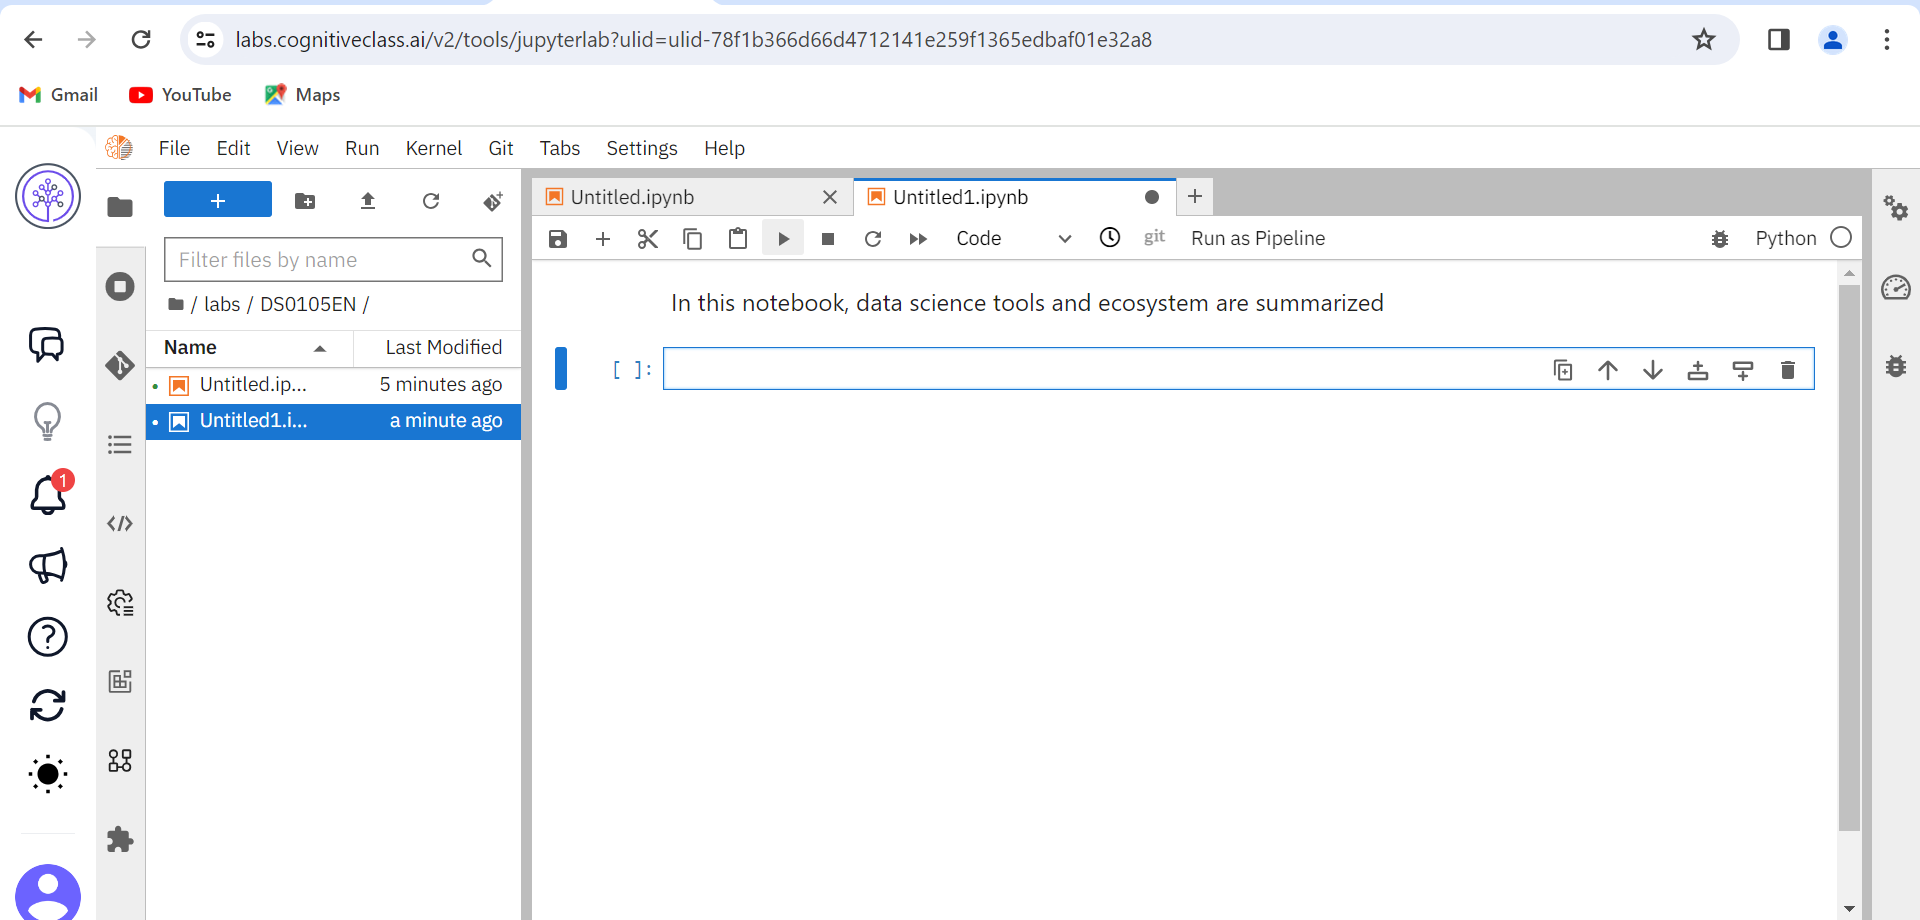 labs.cognitiveclass.ai/v2/tools/jupyterlab?ulid=ulid-78f1b366d66d4712141e259f1365edbaf01e32a8
Gmail YouTube Maps
File Edit View Run Kernel Git Tabs Settings Help
+ Untitled.ipynb Untitled1.ipynb
Code git Run as Pipeline Python
Filter files by name
/ labs / DS0105EN /
In this notebook, data science tools and ecosystem are summarized
Name Last Modified
[ ]:
Untitled.ip... 5 minutes ago
Untitled1.i... a minute ago
1